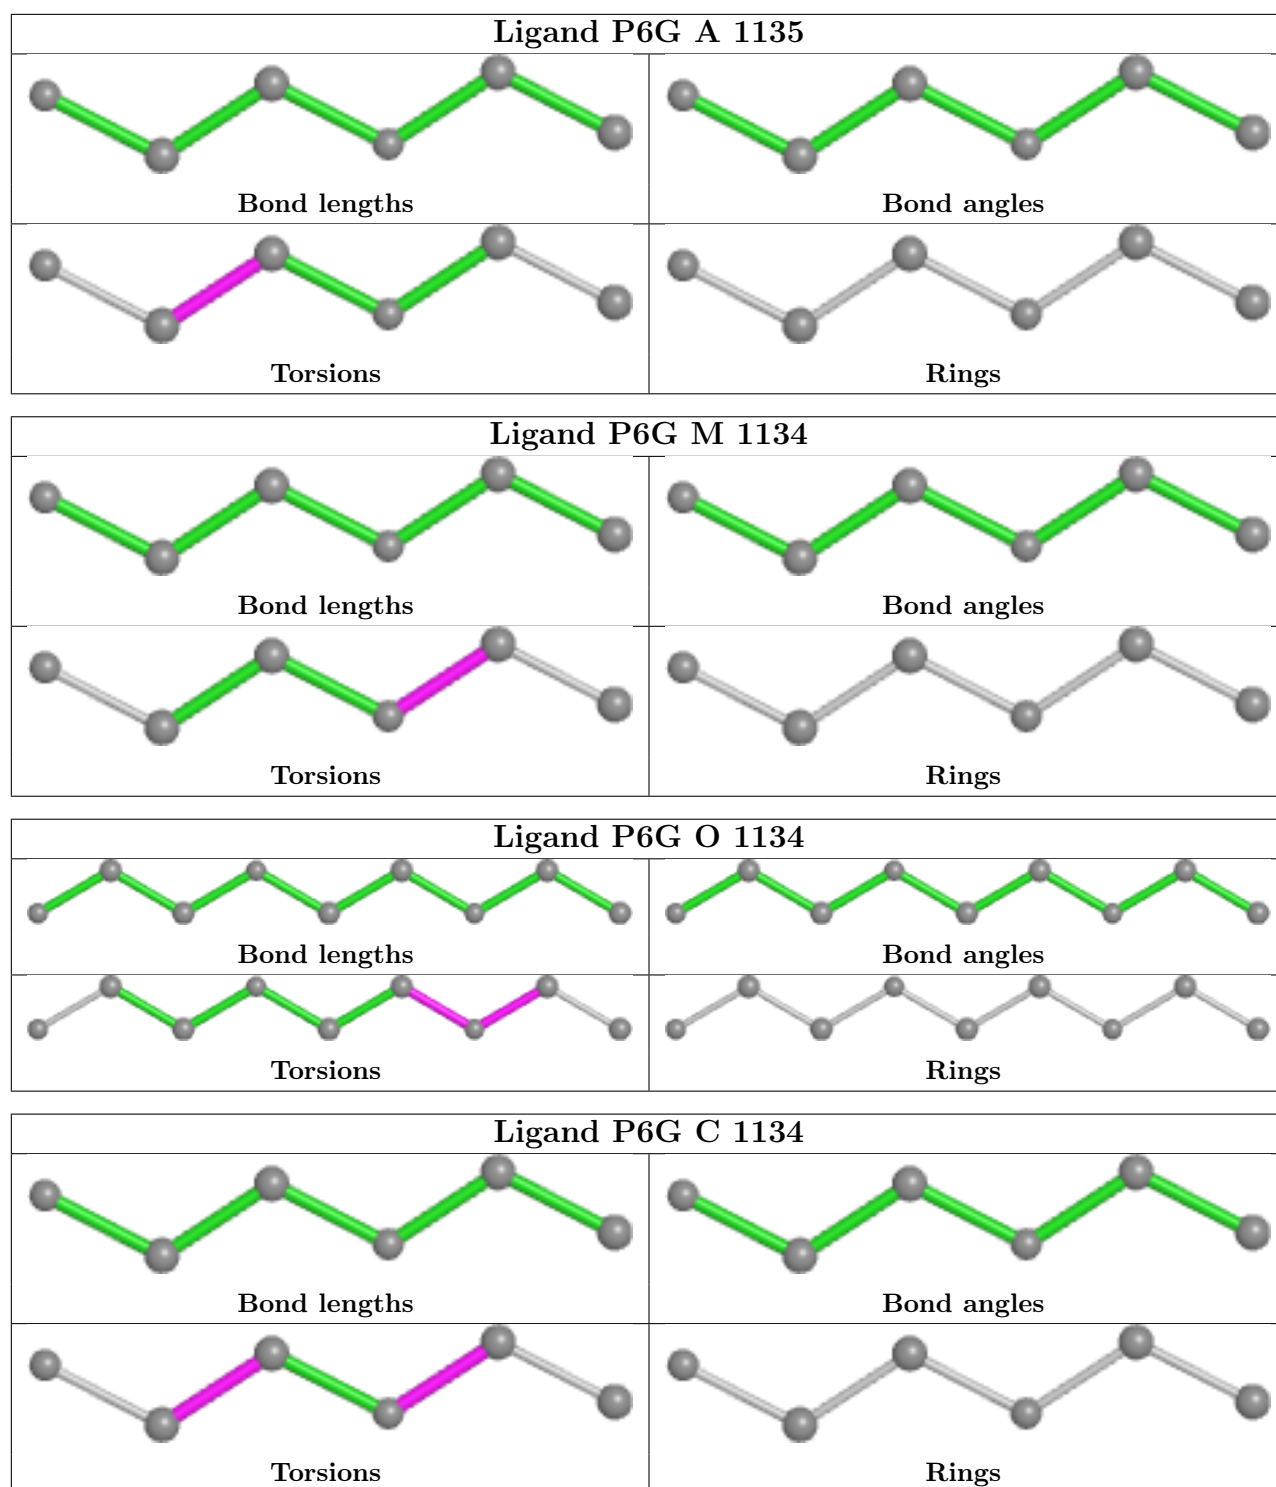 Ligand P6G A 1135
Bond lengths Bond angles
Torsions Rings
Ligand P6G M 1134
Bond lengths Bond angles
Torsions Rings
Ligand P6G O 1134
Bond lengths Bond angles
Torsions Rings
Ligand P6G C 1134
Bond lengths Bond angles
Torsions Rings